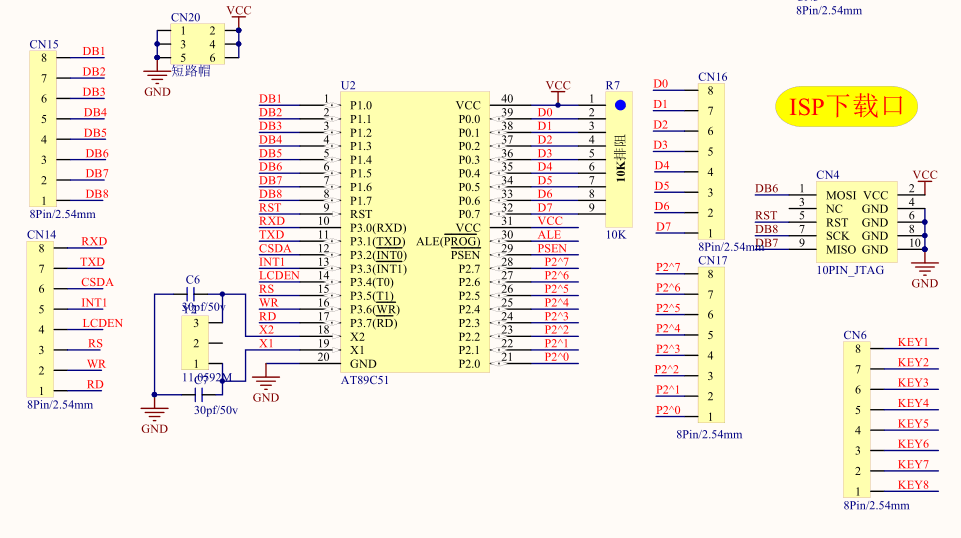 8Pin/2.54mm
CN20
VCC
1 2
3 4
5 6
短路帽
GND
CN15
8 DB1
7 DB2
6 DB3
5 DB4
4 DB5
3 DB6
2 DB7
1 DB8
8Pin/2.54mm
CN14
8 RXD
7 TXD
6 CSDA
5 INT1
4 LCDEN
3 RS
2 WR
1 RD
8Pin/2.54mm
C6
30pf/50v
3
2
1
11.0592M
C7
30pf/50v
GND
U2
DB1 1 P1.0 VCC 40 VCC
DB2 2 P1.1 P0.0 39 D0
DB3 3 P1.2 P0.1 38 D1
DB4 4 P1.3 P0.2 37 D2
DB5 5 P1.4 P0.3 36 D3
DB6 6 P1.5 P0.4 35 D4
DB7 7 P1.6 P0.5 34 D5
DB8 8 P1.7 P0.6 33 D6
RST 9 RST P0.7 32 D7
RXD 10 P3.0(RXD) VCC 31 VCC
TXD 11 P3.1(TXD) ALE(PROG) 30 ALE
CSDA 12 P3.2(INT0) PSEN 29 PSEN
INT1 13 P3.3(INT1) P2.7 28 P2^7
LCDEN 14 P3.4(T0) P2.6 27 P2^6
RS 15 P3.5(T1) P2.5 26 P2^5
WR 16 P3.6(WR) P2.4 25 P2^4
RD 17 P3.7(RD) P2.3 24 P2^3
X2 18 X2 P2.2 23 P2^2
X1 19 X1 P2.1 22 P2^1
20 GND P2.0 21 P2^0
AT89C51
GND
R7
1
2
3
4
5
6
7
8
9
10K排阻
10K
CN16
D0 8
D1 7
D2 6
D3 5
D4 4
D5 3
D6 2
D7 1
8Pin/2.54mm
CN17
P2^7 8
P2^6 7
P2^5 6
P2^4 5
P2^3 4
P2^2 3
P2^1 2
P2^0 1
8Pin/2.54mm
ISP下载口
CN4
VCC
DB6 1 MOSI VCC 2
3 NC GND 4
RST 5 RST GND 6
DB8 7 SCK GND 8
DB7 9 MISO GND 10
10PIN_JTAG
GND
CN6
8 KEY1
7 KEY2
6 KEY3
5 KEY4
4 KEY5
3 KEY6
2 KEY7
1 KEY8
8Pin/2.54mm